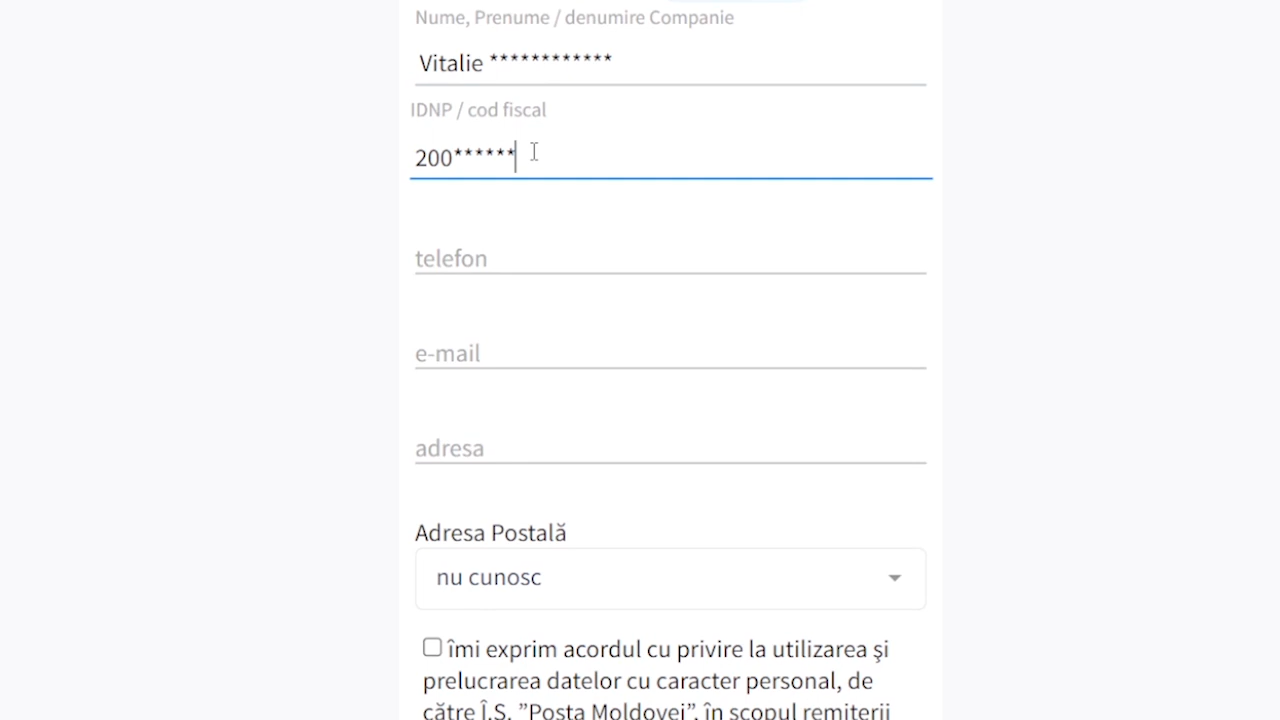 Nume, Prenume / denumire Companie
Vitalie ************
IDNP / cod fiscal
200******
telefon
e-mail
adresa
Adresa Postală
nu cunosc
îmi exprim acordul cu privire la utilizarea şi
prelucrarea datelor cu caracter personal, de
către Î.S. ”Poşta Moldovei”, în scopul remiterii